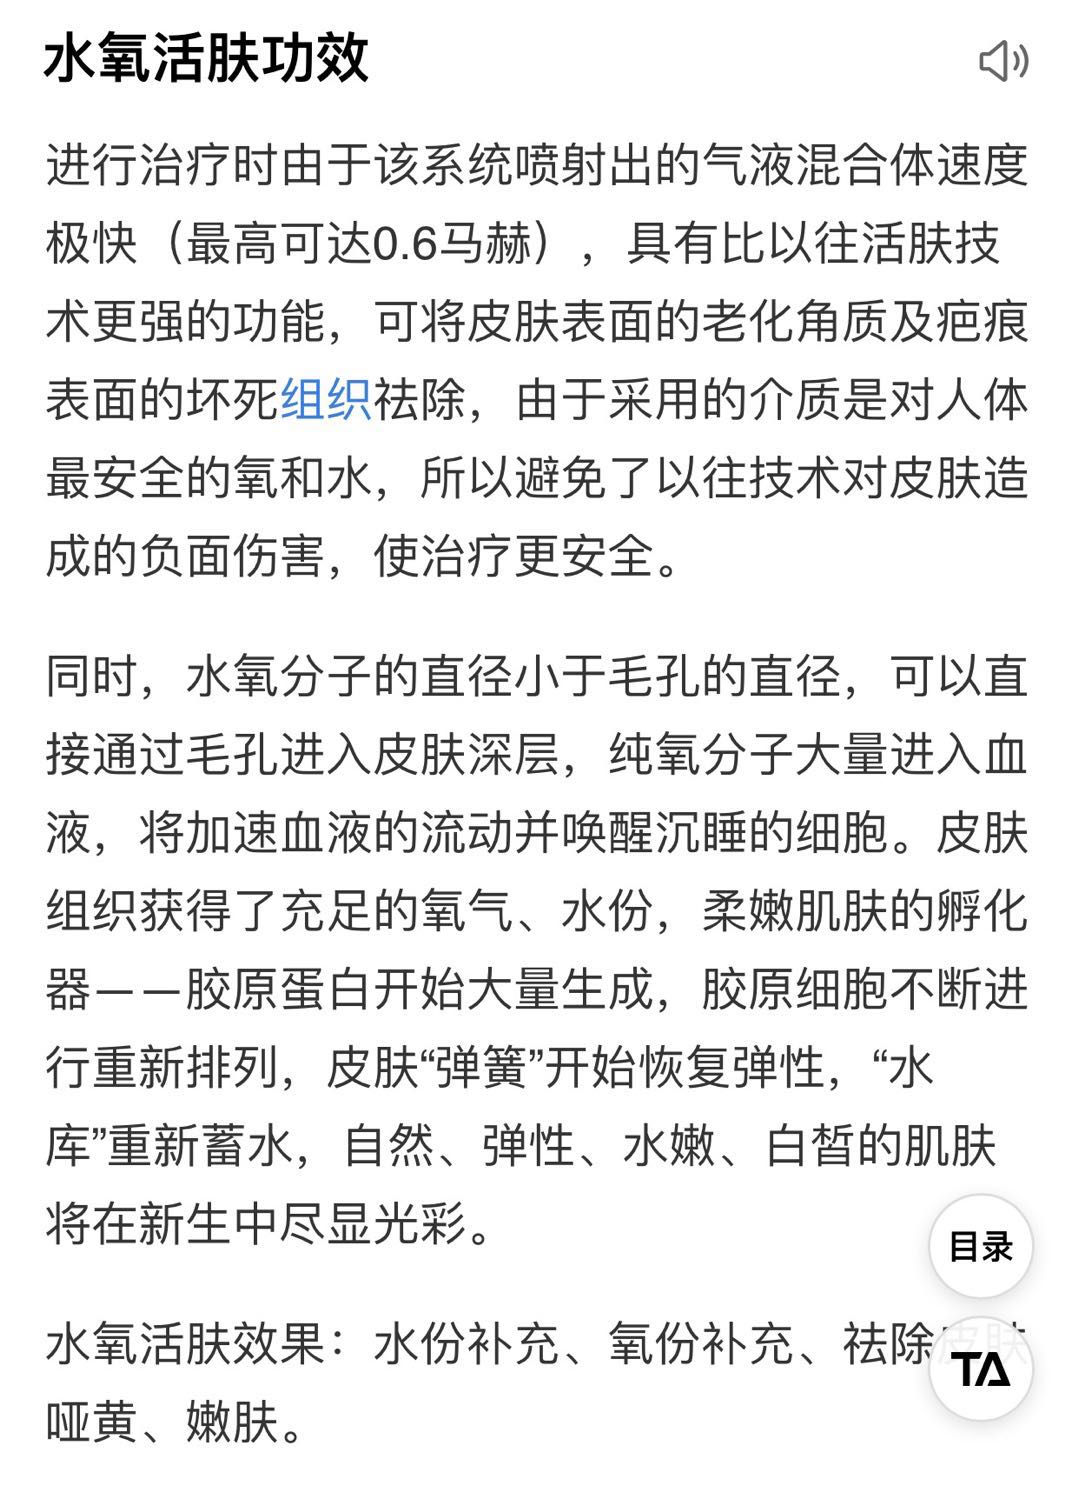 水氧活肤功效
进行治疗时由于该系统喷射出的气液混合体速度
极快（最高可达0.6马赫），具有比以往活肤技
术更强的功能，可将皮肤表面的老化角质及疤痕
表面的坏死组织祛除，由于采用的介质是对人体
最安全的氧和水，所以避免了以往技术对皮肤造
成的负面伤害，使治疗更安全。
同时，水氧分子的直径小于毛孔的直径，可以直
接通过毛孔进入皮肤深层，纯氧分子大量进入血
液，将加速血液的流动并唤醒沉睡的细胞。皮肤
组织获得了充足的氧气、水份，柔嫩肌肤的孵化
器——胶原蛋白开始大量生成，胶原细胞不断进
行重新排列，皮肤“弹簧”开始恢复弹性，“水
库”重新蓄水，自然、弹性、水嫩、白皙的肌肤
将在新生中尽显光彩。
目录
水氧活肤效果：水份补充、氧份补充、祛除皮肤
TA
哑黄、嫩肤。